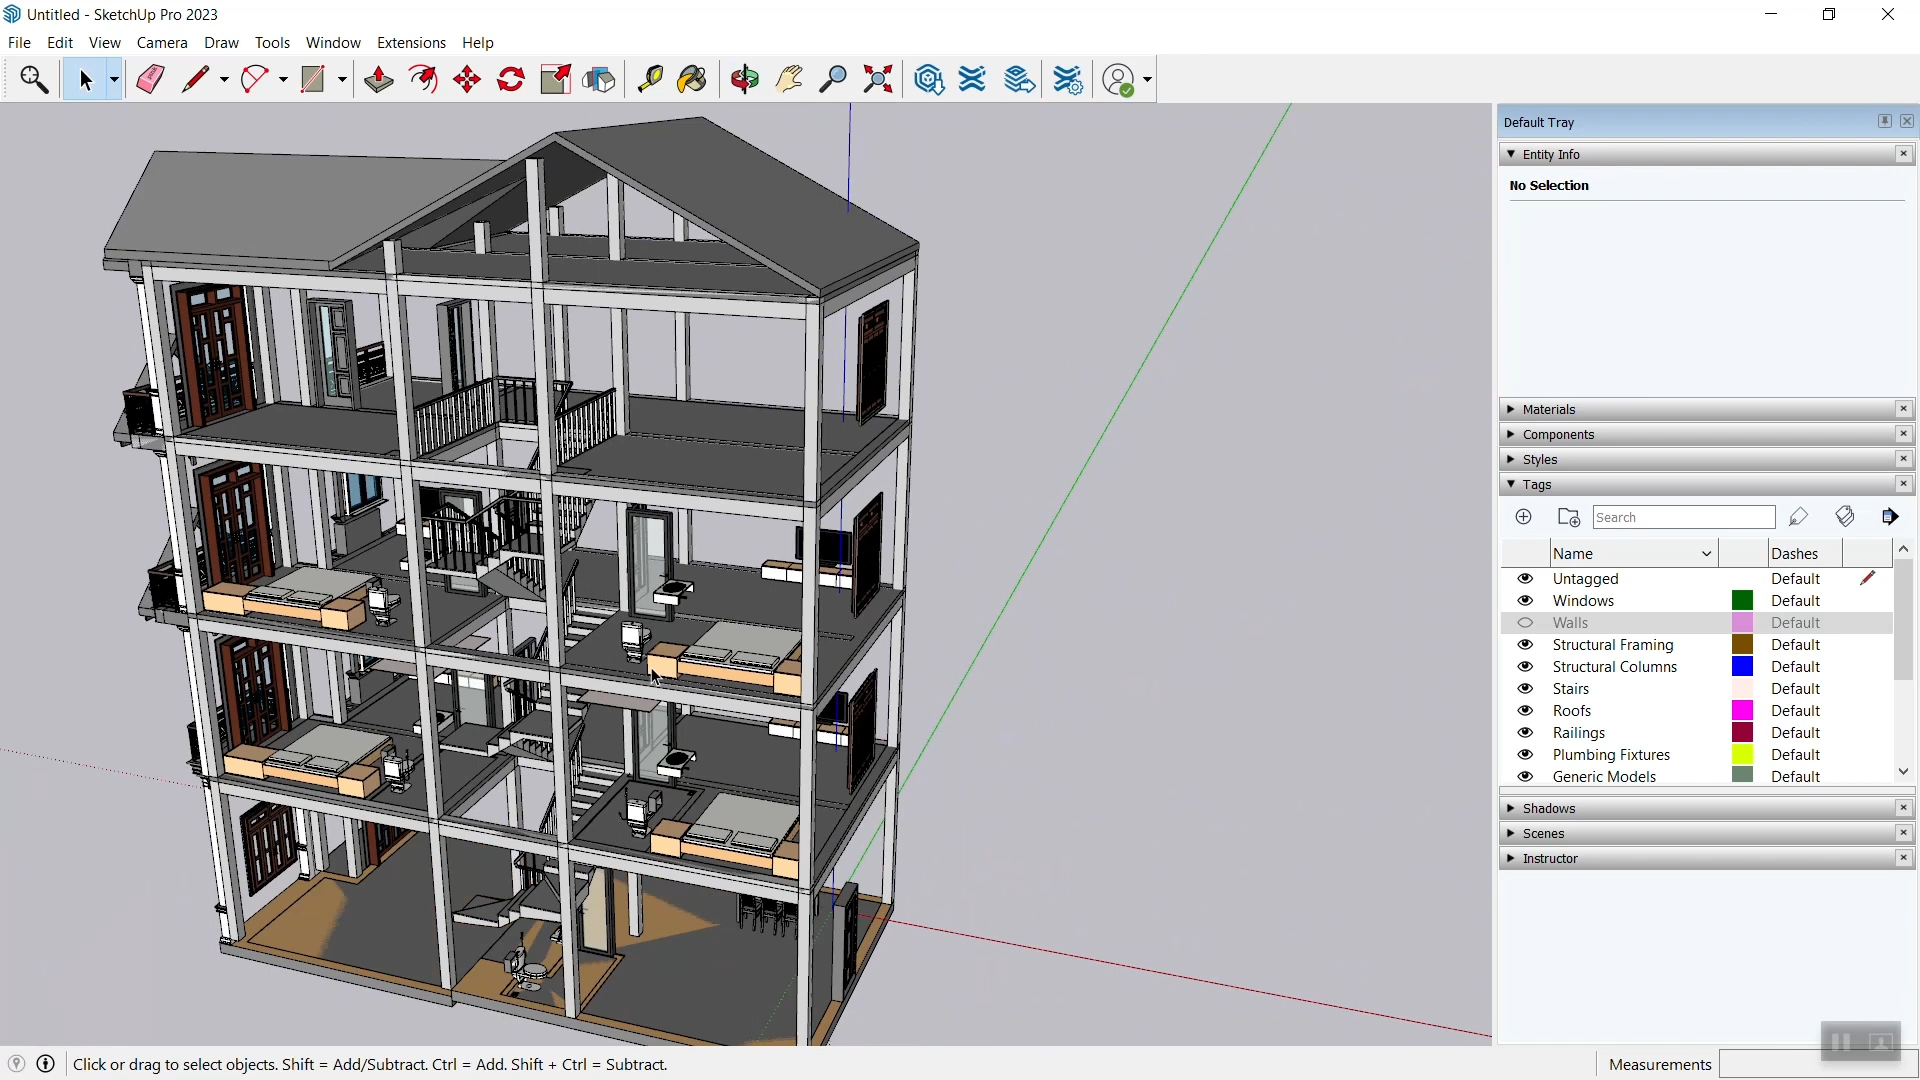 Untitled - SketchUp Pro 2023
File Edit View Camera Draw Tools Window Extensions Help
Default Tray
Entity Info
No Selection
Materials
Components
Styles
Tags
Search
Name Dashes
Untagged Default
Windows Default
Walls Default
Structural Framing Default
Structural Columns Default
Stairs Default
Roofs Default
Railings Default
Plumbing Fixtures Default
Generic Models Default
Shadows
Scenes
Instructor
Click or drag to select objects. Shift = Add/Subtract. Ctrl = Add. Shift + Ctrl = Subtract.
Measurements